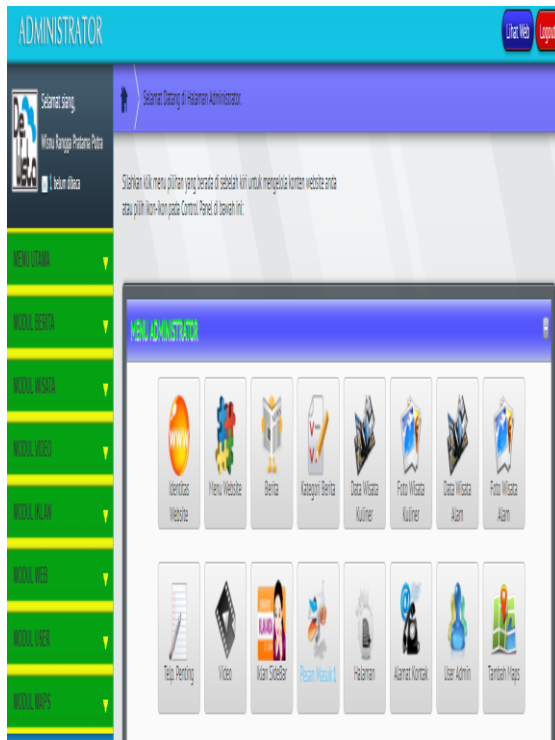 ADMINISTRATOR
Lihat Web
Logout
De
Usta
Selamat siang,
Wisnu Rangga Pratama Putra
1 belum dibaca
Selamat Datang di Halaman Administrator.
Silahkan klik menu pilihan yang berada di sebelah kiri untuk mengelola konten website anda
atau pilih ikon-ikon pada Control Panel di bawah ini:
MENU UTAMA
MODUL BERITA
MODUL WISATA
MODUL VIDEO
MODUL IKLAN
MODUL WEB
MODUL USER
MODUL MAPS
MENU ADMINISTRATOR
www
Identitas
Website
Menu Website
Berita
Kategori Berita
Data Wisata
Kuliner
Foto Wisata
Kuliner
Data Wisata
Alam
Foto Wisata
Alam
Telp. Penting
Video
Iklan SideBar
Pesan Masuk 1
Halaman
Alamat Kontak
User Admin
Tambah Maps